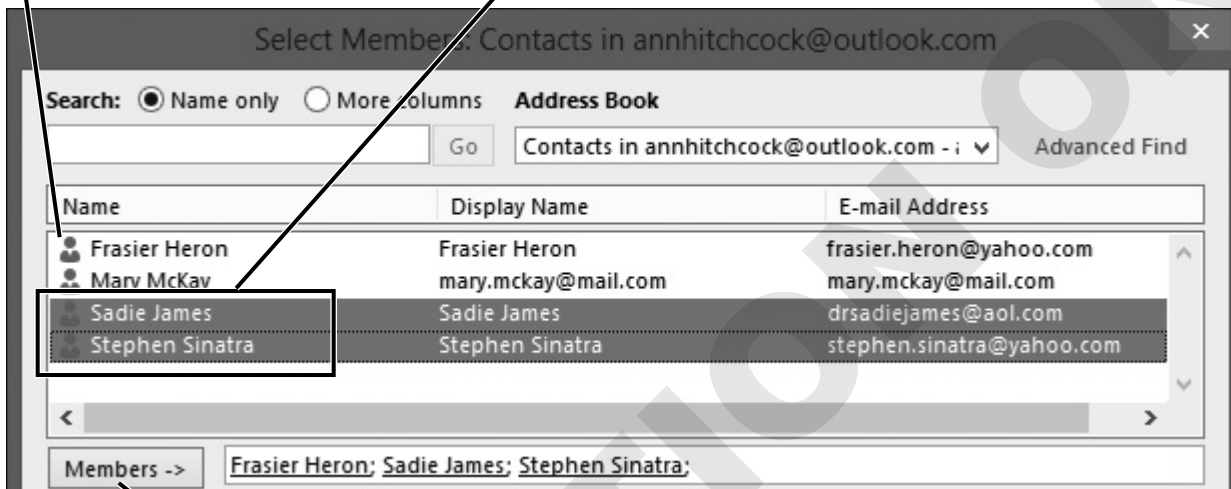 Select Members: Contacts in annhitchcock@outlook.com ×
Search: Name only More columns Address Book
Go Contacts in annhitchcock@outlook.com - Advanced Find
Name Display Name E-mail Address
Frasier Heron Frasier Heron frasier.heron@yahoo.com
Mary McKay mary.mckay@mail.com mary.mckay@mail.com
Sadie James Sadie James drsadiejames@aol.com
Stephen Sinatra Stephen Sinatra stephen.sinatra@yahoo.com
Members -> Frasier Heron; Sadie James; Stephen Sinatra;